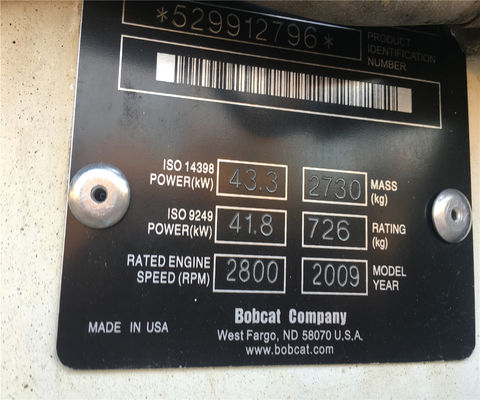 *529912796*
PRODUCT
IDENTIFICATION
NUMBER
ISO 14398
POWER(kW) 43.3 2730 MASS
(kg)
ISO 9249
POWER(kW) 41.8 726 RATING
(kg)
RATED ENGINE
SPEED (RPM) 2800 2009 MODEL
YEAR
Bobcat Company
MADE IN USA West Fargo, ND 58070 U.S.A.
www.bobcat.com